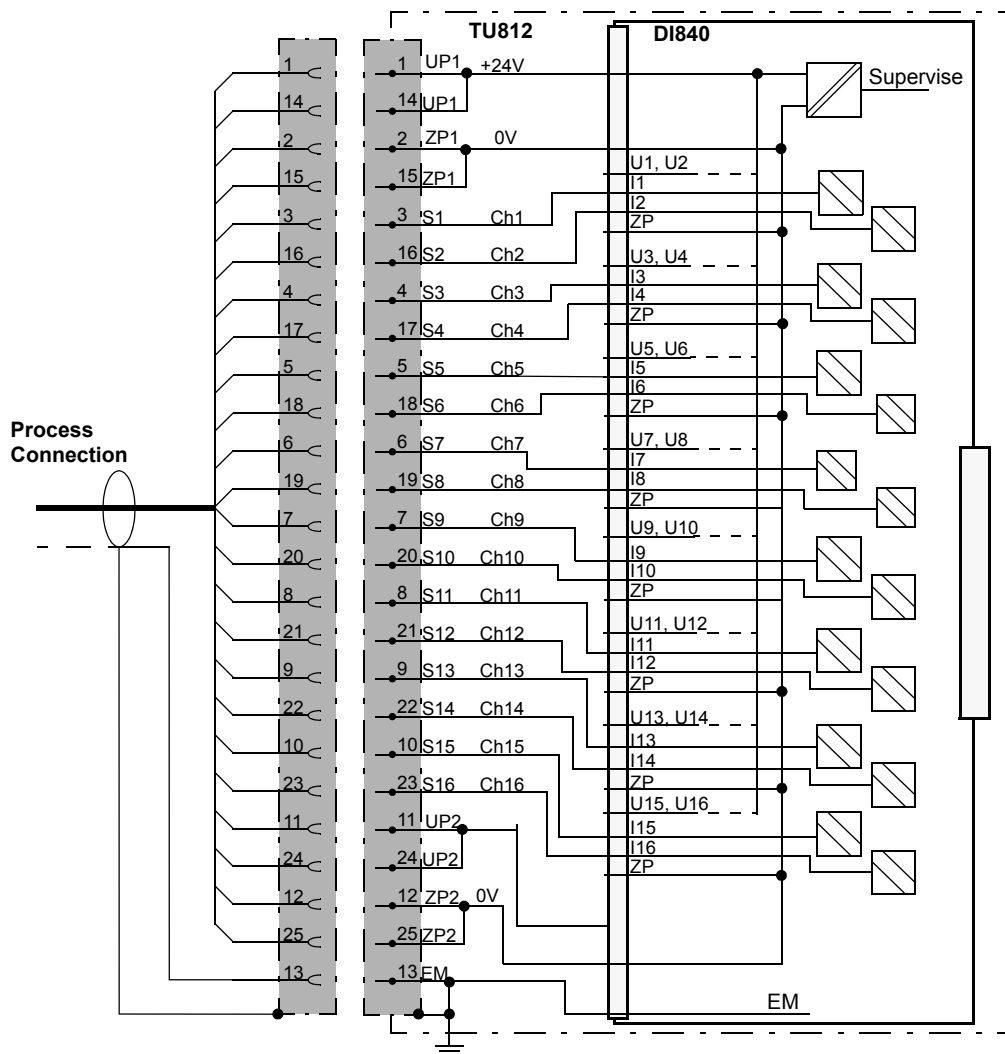 TU812 DI840
1 1 UP1 +24V Supervise
14 14 UP1
2 2 ZP1 0V
U1, U2
15 15 ZP1 I1
I2
3 3 S1 Ch1 ZP
16 16 S2 Ch2 U3, U4
I3
4 4 S3 Ch3 I4
ZP
17 17 S4 Ch4
U5, U6
5 5 S5 Ch5 I5
I6
18 18 S6 Ch6 ZP
Process
Connection
6 6 S7 Ch7 U7, U8
I7
19 19 S8 Ch8 I8
ZP
7 7 S9 Ch9 U9, U10
I9
20 20 S10 Ch10 I10
ZP
8 8 S11 Ch11
U11, U12
21 21 S12 Ch12 I11
I12
9 9 S13 Ch13 ZP
22 22 S14 Ch14 U13, U14
I13
10 10 S15 Ch15 I14
ZP
23 23 S16 Ch16
U15, U16
11 11 UP2 I15
I16
24 24 UP2 ZP
12 12 ZP2 0V
25 25 ZP2
13 13 EM
EM